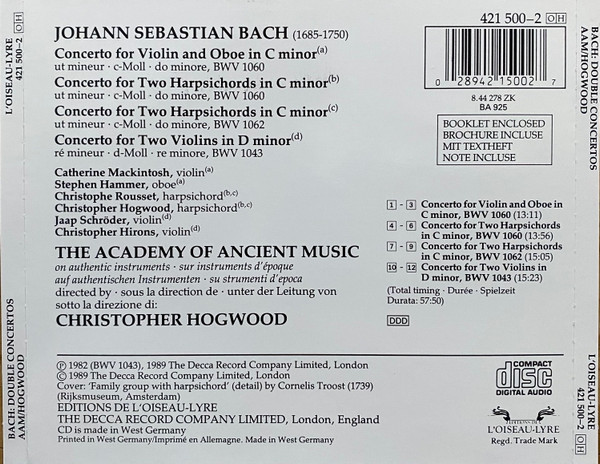 L'OISEAU-LYRE
421 500–2 OH
BACH: DOUBLE CONCERTOS
AAM/HOGWOOD
JOHANN SEBASTIAN BACH (1685-1750)
Concerto for Violin and Oboe in C minor(a)
ut mineur · c-Moll · do minore, BWV 1060
Concerto for Two Harpsichords in C minor(b)
ut mineur · c-Moll · do minore, BWV 1060
Concerto for Two Harpsichords in C minor(c)
ut mineur · c-Moll · do minore, BWV 1062
Concerto for Two Violins in D minor(d)
ré mineur · d-Moll · re minore, BWV 1043
Catherine Mackintosh, violin(a)
Stephen Hammer, oboe(a)
Christophe Rousset, harpsichord(b,c)
Christopher Hogwood, harpsichord(b,c)
Jaap Schröder, violin(d)
Christopher Hirons, violin(d)
THE ACADEMY OF ANCIENT MUSIC
on authentic instruments · sur instruments d'époque
auf authentischen Instrumenten · su strumenti d'epoca
directed by · sous la direction de · unter der Leitung von
sotto la direzione di:
CHRISTOPHER HOGWOOD
421 500–2 OH
0 28942 15002 7
8.44 278 ZK
BA 925
BOOKLET ENCLOSED
BROCHURE INCLUSE
MIT TEXTHEFT
NOTE INCLUSE
1 – 3 Concerto for Violin and Oboe in
C minor, BWV 1060 (13:11)
4 – 6 Concerto for Two Harpsichords
in C minor, BWV 1060 (13:56)
7 – 9 Concerto for Two Harpsichords
in C minor, BWV 1062 (15:05)
10 – 12 Concerto for Two Violins in
D minor, BWV 1043 (15:23)
(Total timing · Durée · Spielzeit
Durata: 57:50)
DDD
Ⓟ 1982 (BWV 1043), 1989 The Decca Record Company Limited, London
© 1989 The Decca Record Company Limited, London
Cover: 'Family group with harpsichord' (detail) by Cornelis Troost (1739)
(Rijksmuseum, Amsterdam)
EDITIONS DE L'OISEAU-LYRE
THE DECCA RECORD COMPANY LIMITED, London, England
CD is made in West Germany
Printed in West Germany/Imprimé en Allemagne. Made in West Germany
COMPACT
disc
DIGITAL AUDIO
EDITIONS DE
L'OISEAU-LYRE
Regd. Trade Mark
BACH: DOUBLE CONCERTOS
AAM/HOGWOOD
L'OISEAU-LYRE
421 500–2 OH